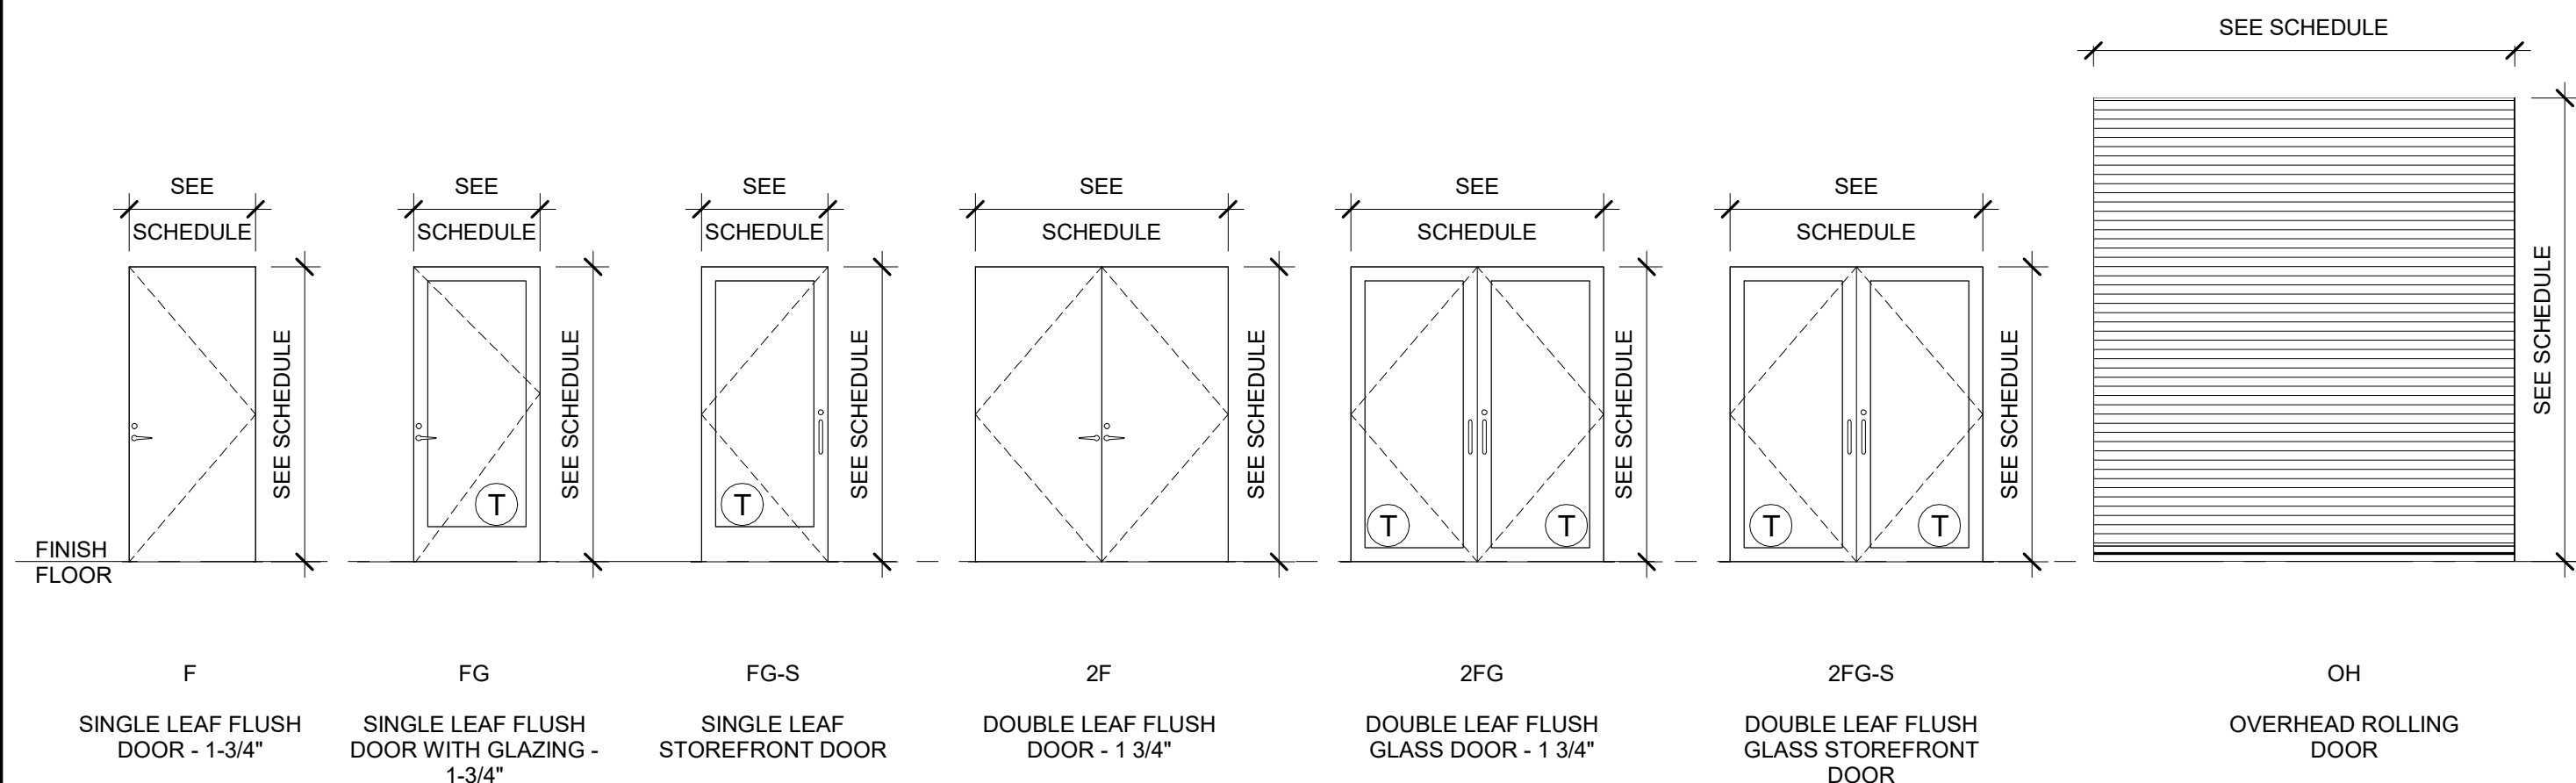 SEE SCHEDULE
SEE
SCHEDULE
SEE
SCHEDULE
SEE
SCHEDULE
SEE
SCHEDULE
SEE
SCHEDULE
SEE
SCHEDULE
SEE SCHEDULE
SEE SCHEDULE
SEE SCHEDULE
SEE SCHEDULE
SEE SCHEDULE
SEE SCHEDULE
SEE SCHEDULE
T
T
T
T
T
T
FINISH
FLOOR
F
SINGLE LEAF FLUSH
DOOR - 1-3/4"
FG
SINGLE LEAF FLUSH
DOOR WITH GLAZING -
1-3/4"
FG-S
SINGLE LEAF
STOREFRONT DOOR
2F
DOUBLE LEAF FLUSH
DOOR - 1 3/4"
2FG
DOUBLE LEAF FLUSH
GLASS DOOR - 1 3/4"
2FG-S
DOUBLE LEAF FLUSH
GLASS STOREFRONT
DOOR
OH
OVERHEAD ROLLING
DOOR